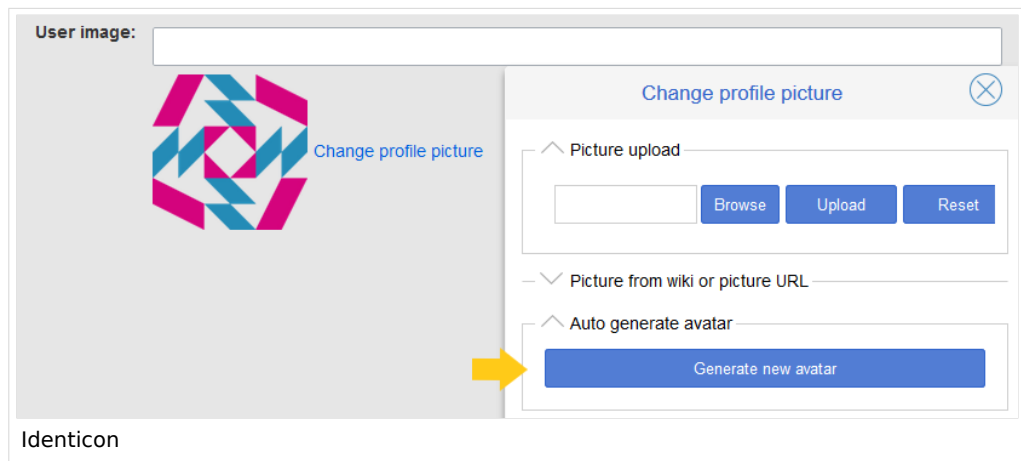 User image:
Change profile picture
Change profile picture
Picture upload
Browse Upload Reset
Picture from wiki or picture URL
Auto generate avatar
Generate new avatar
Identicon